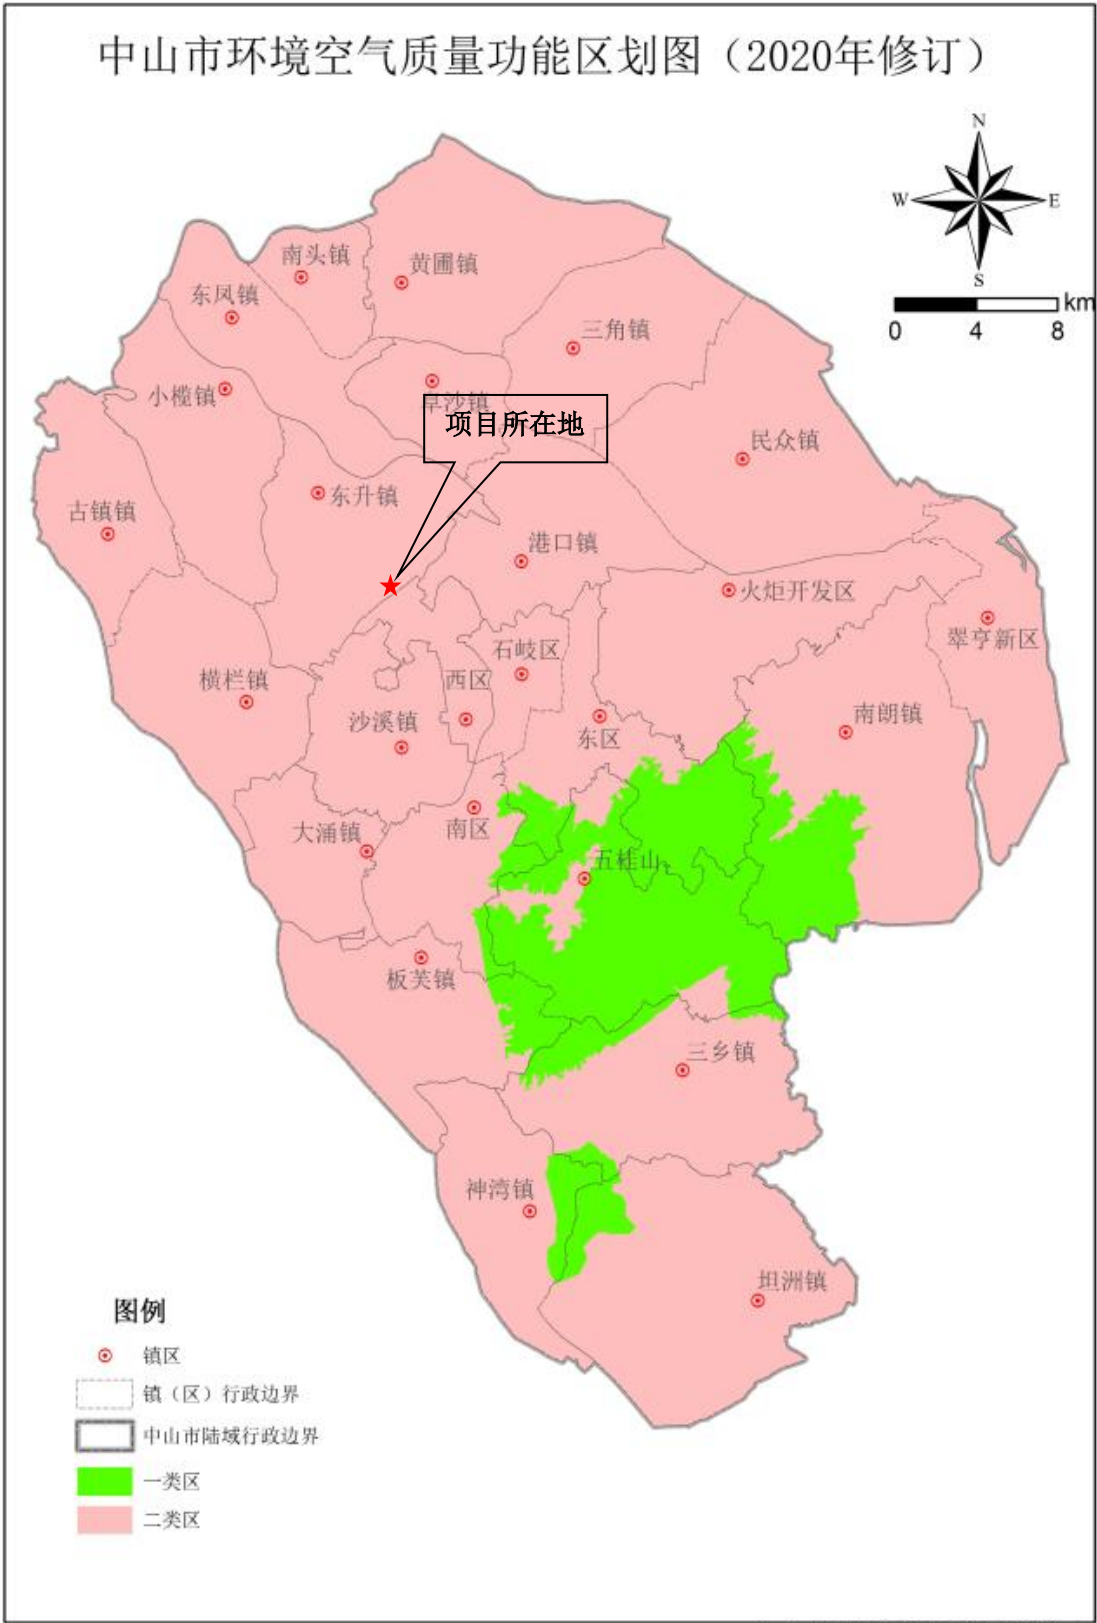 中山市环境空气质量功能区划图（2020年修订）
N
W
E
S
km
0 4 8
南头镇
黄圃镇
东凤镇
三角镇
小榄镇
阜沙镇
项目所在地
民众镇
东升镇
古镇镇
港口镇
火炬开发区
翠亨新区
石岐区
横栏镇
西区
沙溪镇
东区
南朗镇
大涌镇
南区
五桂山
板芙镇
三乡镇
神湾镇
坦洲镇
图例
镇区
镇（区）行政边界
中山市陆域行政边界
一类区
二类区